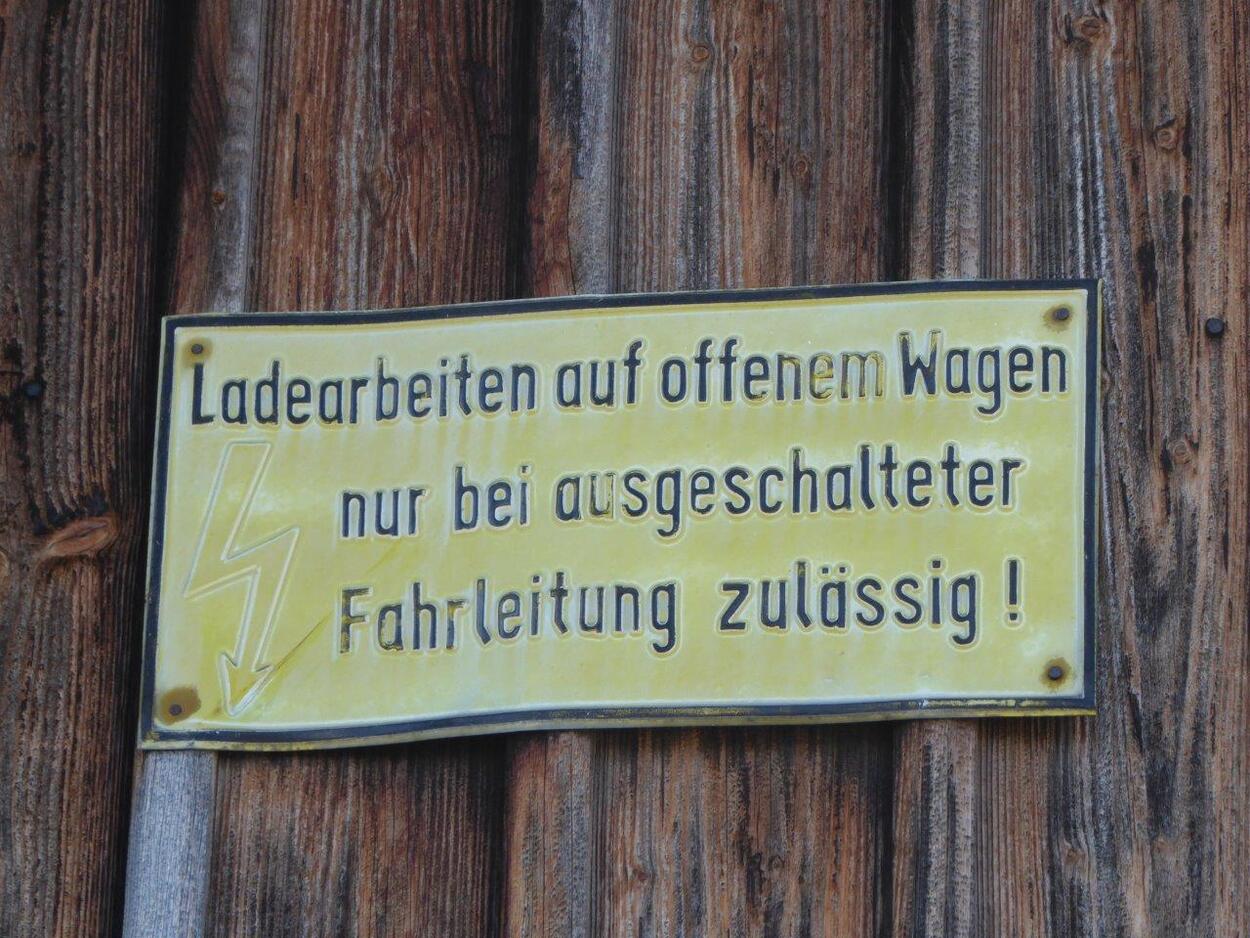 Ladearbeiten auf offenem Wagen
nur bei ausgeschalteter
Fahrleitung zulässig !